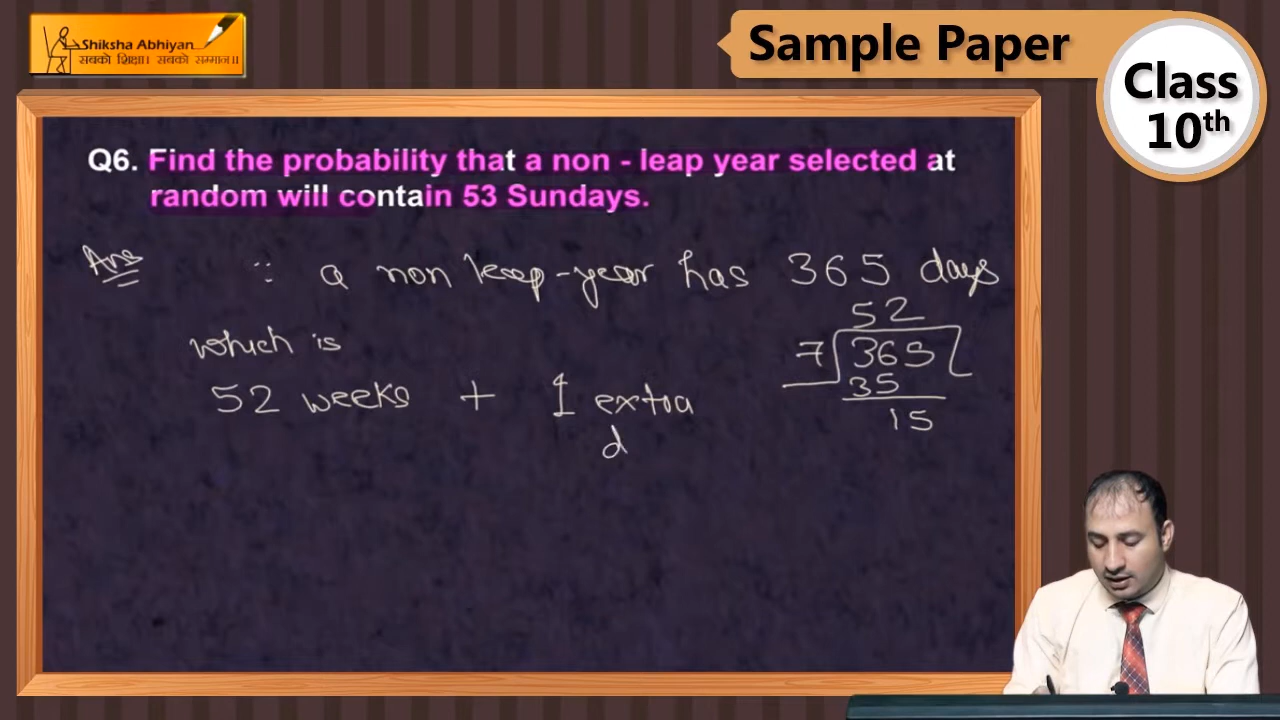 Shiksha Abhiyan
सबको शिक्षा। सबको सम्मान॥
Sample Paper
Class
10th
Q6. Find the probability that a non - leap year selected at
random will contain 53 Sundays.
Ans ∵ a non leap-year has 365 days
which is
52 weeks + 1 extra
d
52
7 365
35
15